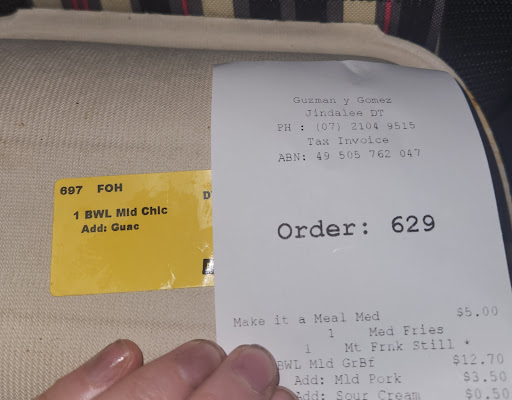 697 FOH
1 BWL Mld Chic
Add: Guac
Guzman y Gomez
Jindalee DT
PH : (07) 2104 9515
Tax Invoice
ABN: 49 505 762 047
Order: 629
Make it a Meal Med $5.00
1 Med Fries
1 Mt Frnk Still *
BWL Mld GrBf $12.70
Add: Mld Pork $3.50
Add: Sour Cream $0.50